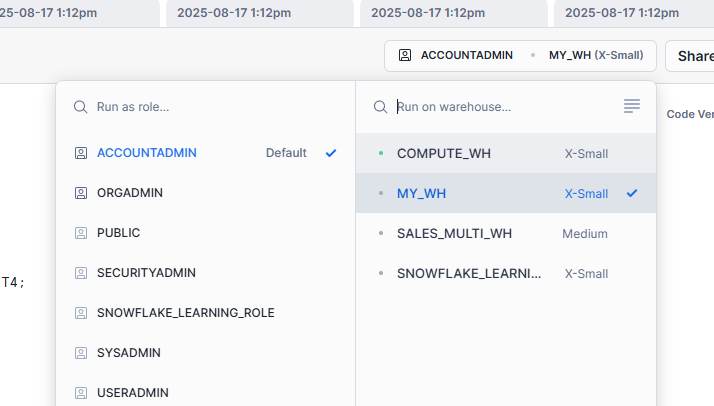 25-08-17 1:12pm
2025-08-17 1:12pm
2025-08-17 1:12pm
2025-08-17 1:12pm
ACCOUNTADMIN
MY_WH (X-Small)
Share
Code Ver
Run as role...
Run on warehouse...
ACCOUNTADMIN Default
COMPUTE_WH X-Small
ORGADMIN
MY_WH X-Small
PUBLIC
SALES_MULTI_WH Medium
SECURITYADMIN
SNOWFLAKE_LEARNI... X-Small
T4;
SNOWFLAKE_LEARNING_ROLE
SYSADMIN
USERADMIN